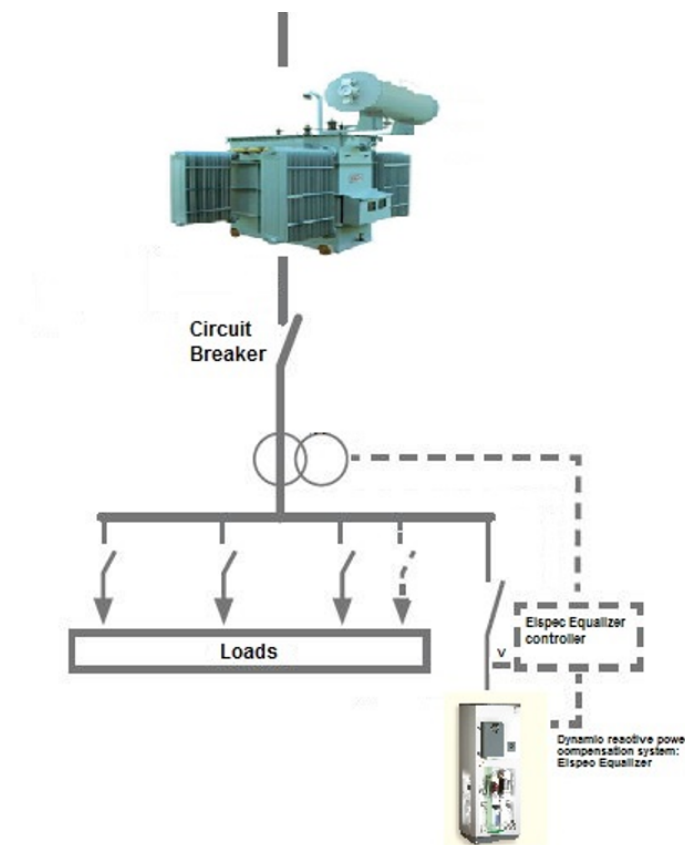 Circuit
Breaker
Elspec Equalizer
controller
Loads
V
Dynamic reactive powe
compensation system:
Elspec Equalizer